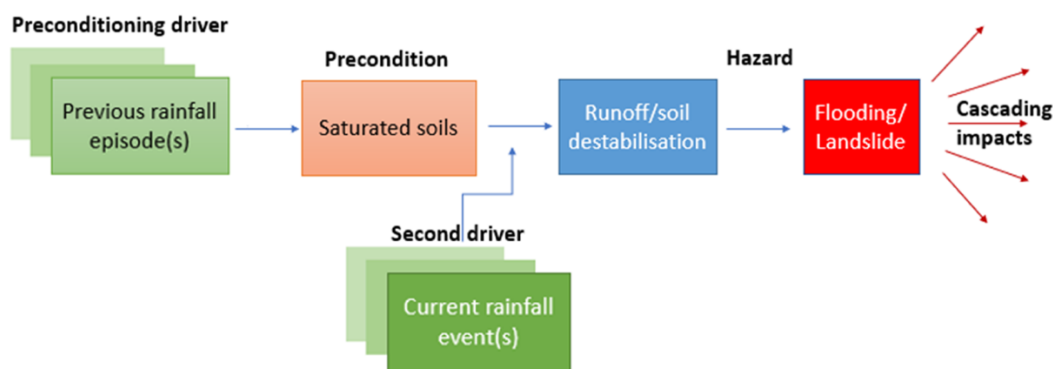 Preconditioning driver
Previous rainfall
episode(s)
Precondition
Saturated soils
Runoff/soil
destabilisation
Hazard
Flooding/
Landslide
Cascading
impacts
Second driver
Current rainfall
event(s)